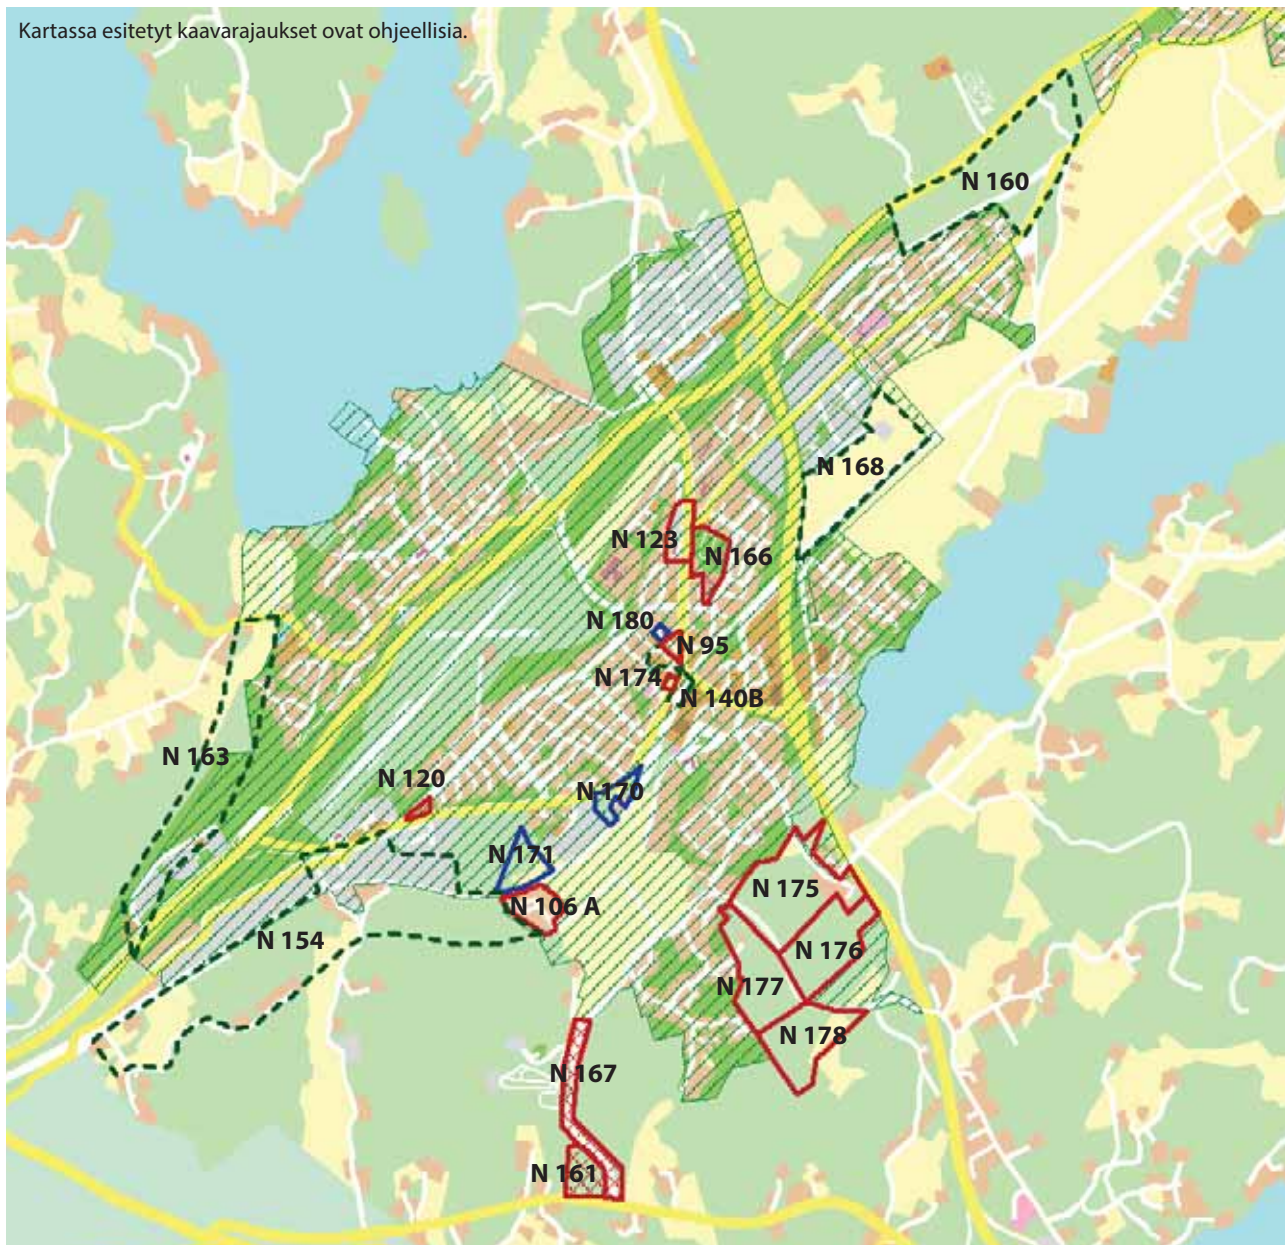 Kartassa esitetyt kaavarajaukset ovat ohjeellisia.
N 160
N 168
N 123
N 166
N 180
N 95
N 174
N 140B
N 163
N 120
N 170
N 171
N 175
N 106 A
N 154
N 176
N 177
N 178
N 167
N 161